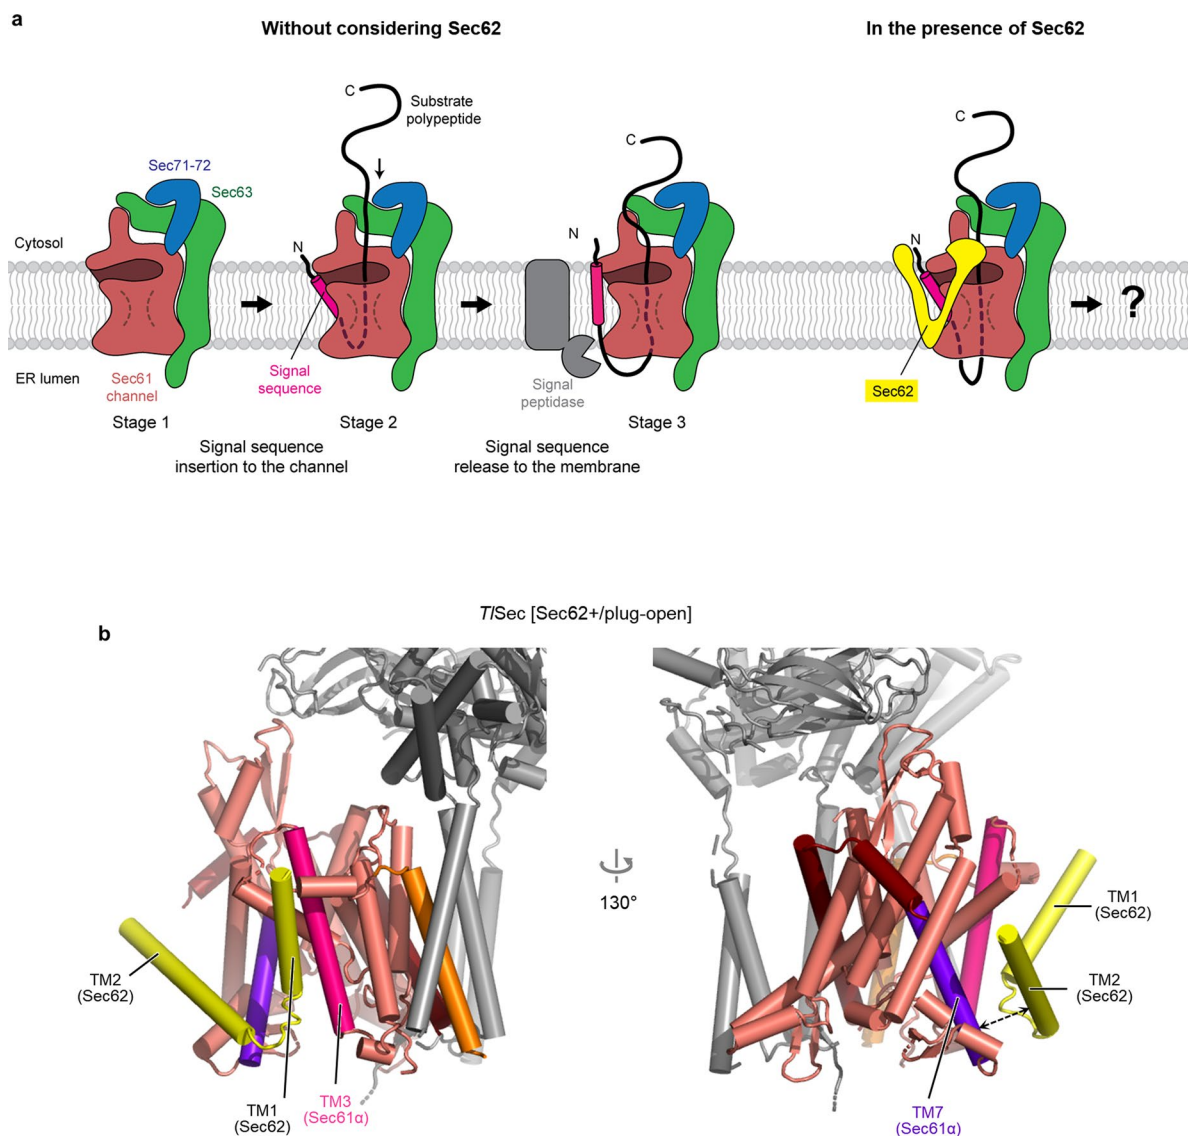 a
Without considering Sec62
In the presence of Sec62
C
Substrate
polypeptide
C
C
Sec71-72
Sec63
Cytosol
N
N
N
?
ER lumen
Sec61
channel
Signal
sequence
Signal
peptidase
Sec62
Stage 1
Stage 2
Stage 3
Signal sequence
insertion to the channel
Signal sequence
release to the membrane
TlSec [Sec62+/plug-open]
b
130°
TM2
(Sec62)
TM1
(Sec62)
TM3
(Sec61α)
TM1
(Sec62)
TM2
(Sec62)
TM7
(Sec61α)